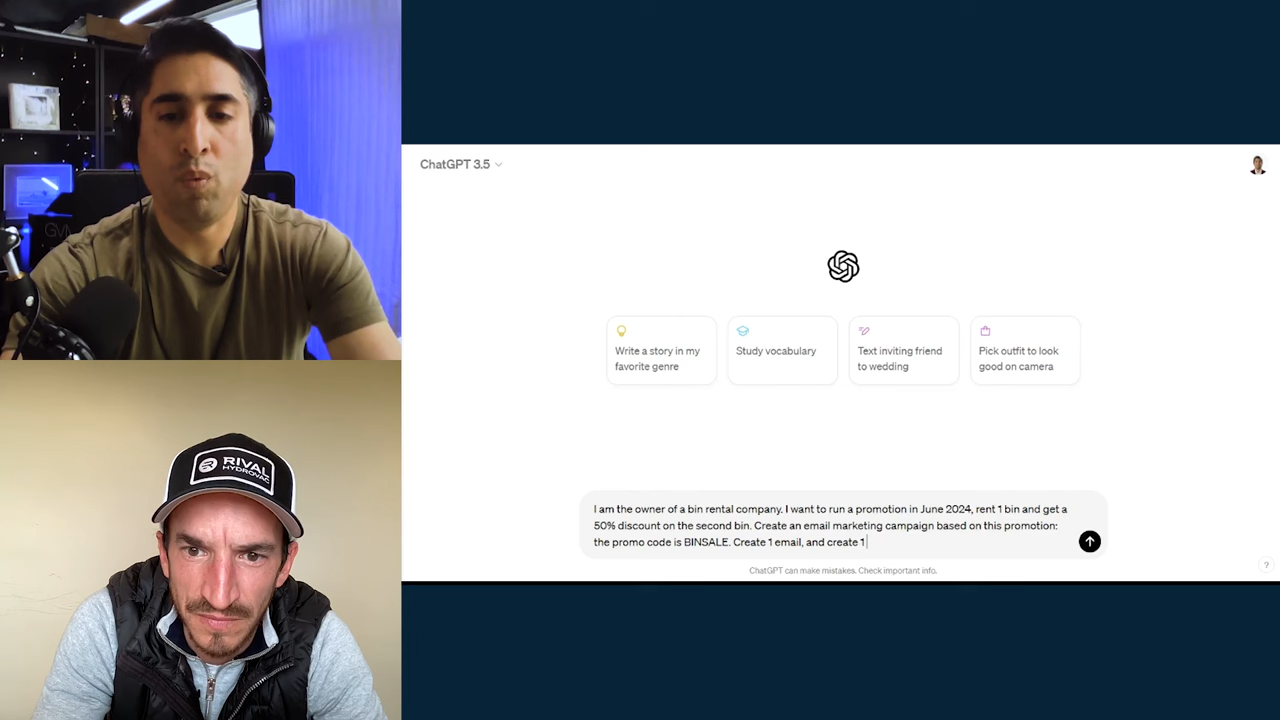 GVM
RIVAL
HYDROVAC
ChatGPT 3.5
Write a story in my
favorite genre
Study vocabulary
Text inviting friend
to wedding
Pick outfit to look
good on camera
I am the owner of a bin rental company. I want to run a promotion in June 2024, rent 1 bin and get a
50% discount on the second bin. Create an email marketing campaign based on this promotion:
the promo code is BINSALE. Create 1 email, and create 1
ChatGPT can make mistakes. Check important info.
?